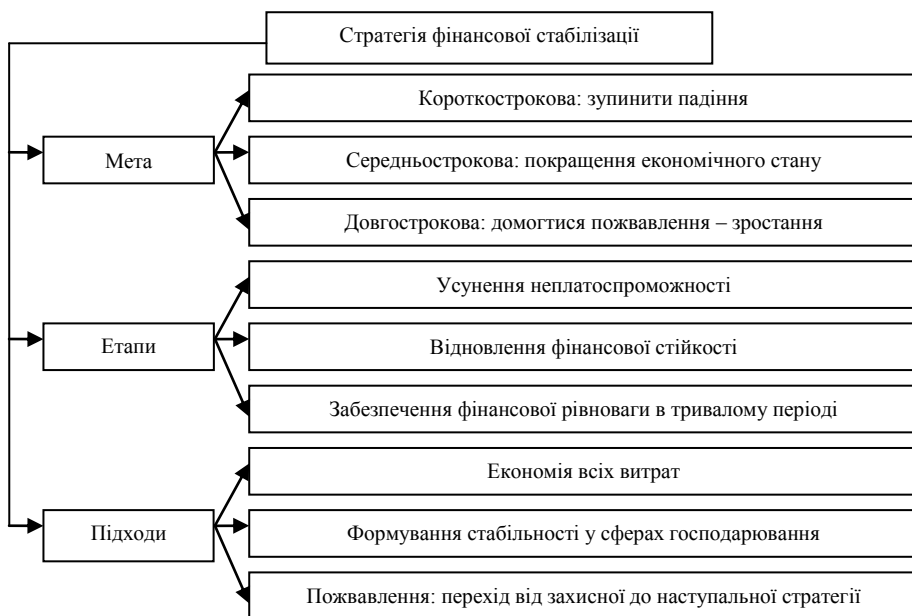 Стратегія фінансової стабілізації
Мета
Короткострокова: зупинити падіння
Середньострокова: покращення економічного стану
Довгострокова: домогтися пожвавлення – зростання
Етапи
Усунення неплатоспроможності
Відновлення фінансової стійкості
Забезпечення фінансової рівноваги в тривалому періоді
Підходи
Економія всіх витрат
Формування стабільності у сферах господарювання
Пожвавлення: перехід від захисної до наступальної стратегії